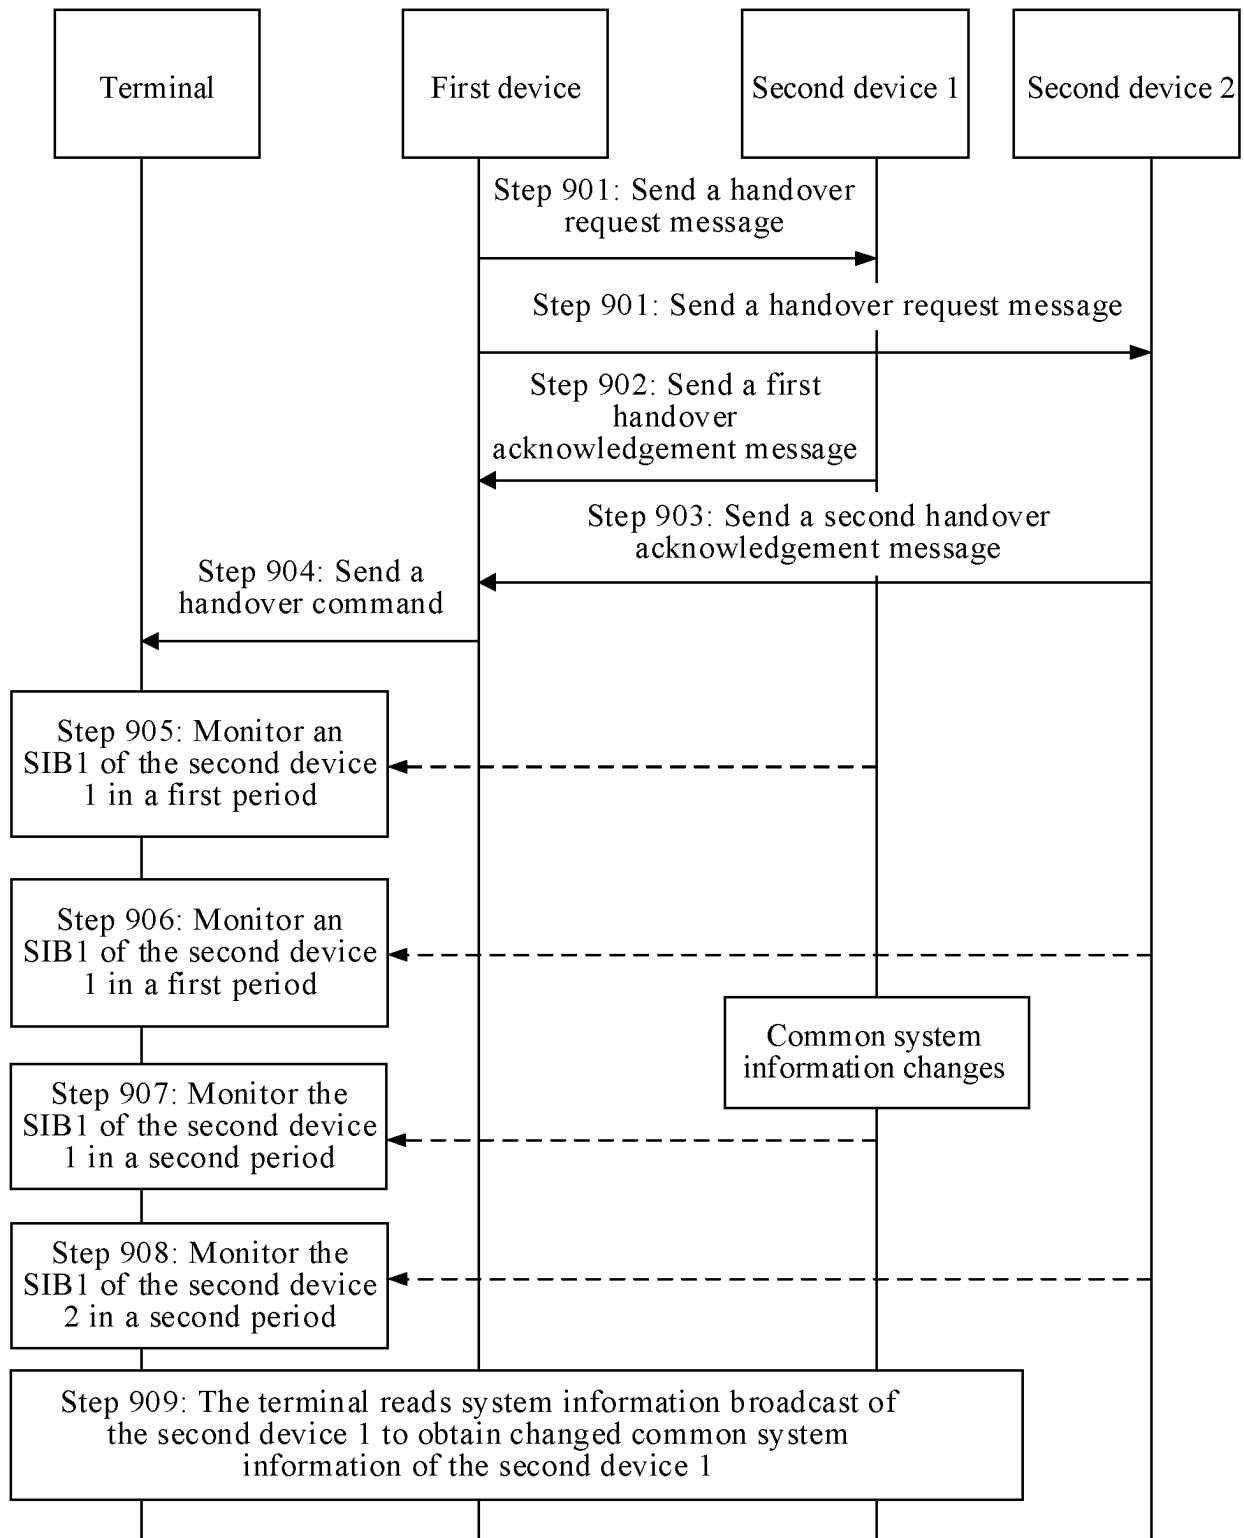 Terminal
First device
Second device 1
Second device 2
Step 901: Send a handover
request message
Step 901: Send a handover request message
Step 902: Send a first
handover
acknowledgement message
Step 903: Send a second handover
acknowledgement message
Step 904: Send a
handover command
Step 905: Monitor an
SIB1 of the second device
1 in a first period
Step 906: Monitor an
SIB1 of the second device
1 in a first period
Common system
information changes
Step 907: Monitor the
SIB1 of the second device
1 in a second period
Step 908: Monitor the
SIB1 of the second device
2 in a second period
Step 909: The terminal reads system information broadcast of
the second device 1 to obtain changed common system
information of the second device 1